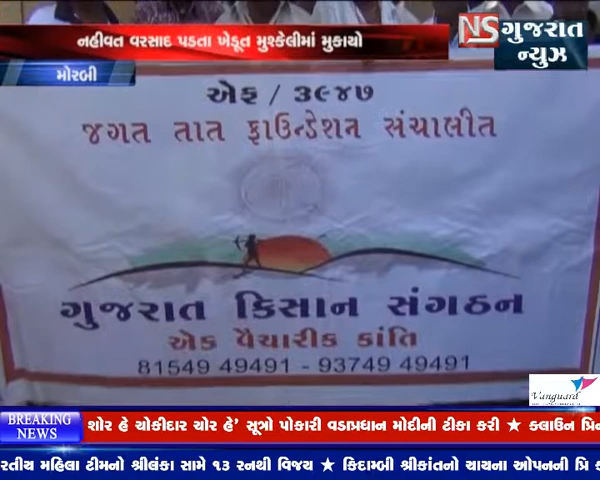 નહીવત વરસાદ પડતા ખેડૂત મુશ્કેલીમાં મુકાયો
NS ગુજરાત
ન્યુઝ
મોરબી
એફ / ૩૯૪૭
જગત તાત ફાઉન્ડેશન સંચાલીત
ગુજરાત કિસાન સંગઠન
એક વૈચારીક કાંતિ
81549 49491 - 93749 49491
Vanguard
BREAKING
NEWS
શોર હે ચોકીદાર ચોર હે' સૂત્રો પોકારી વડાપ્રધાન મોદીની ટીકા કરી ★ ક્લાઉન પ્રિન
રતીય મહિલા ટીમનો શ્રીલંકા સામે ૧૩ રનથી વિજય ★ કિદામ્બી શ્રીકાંતનો ચાયના ઓપનની પ્રિ ક